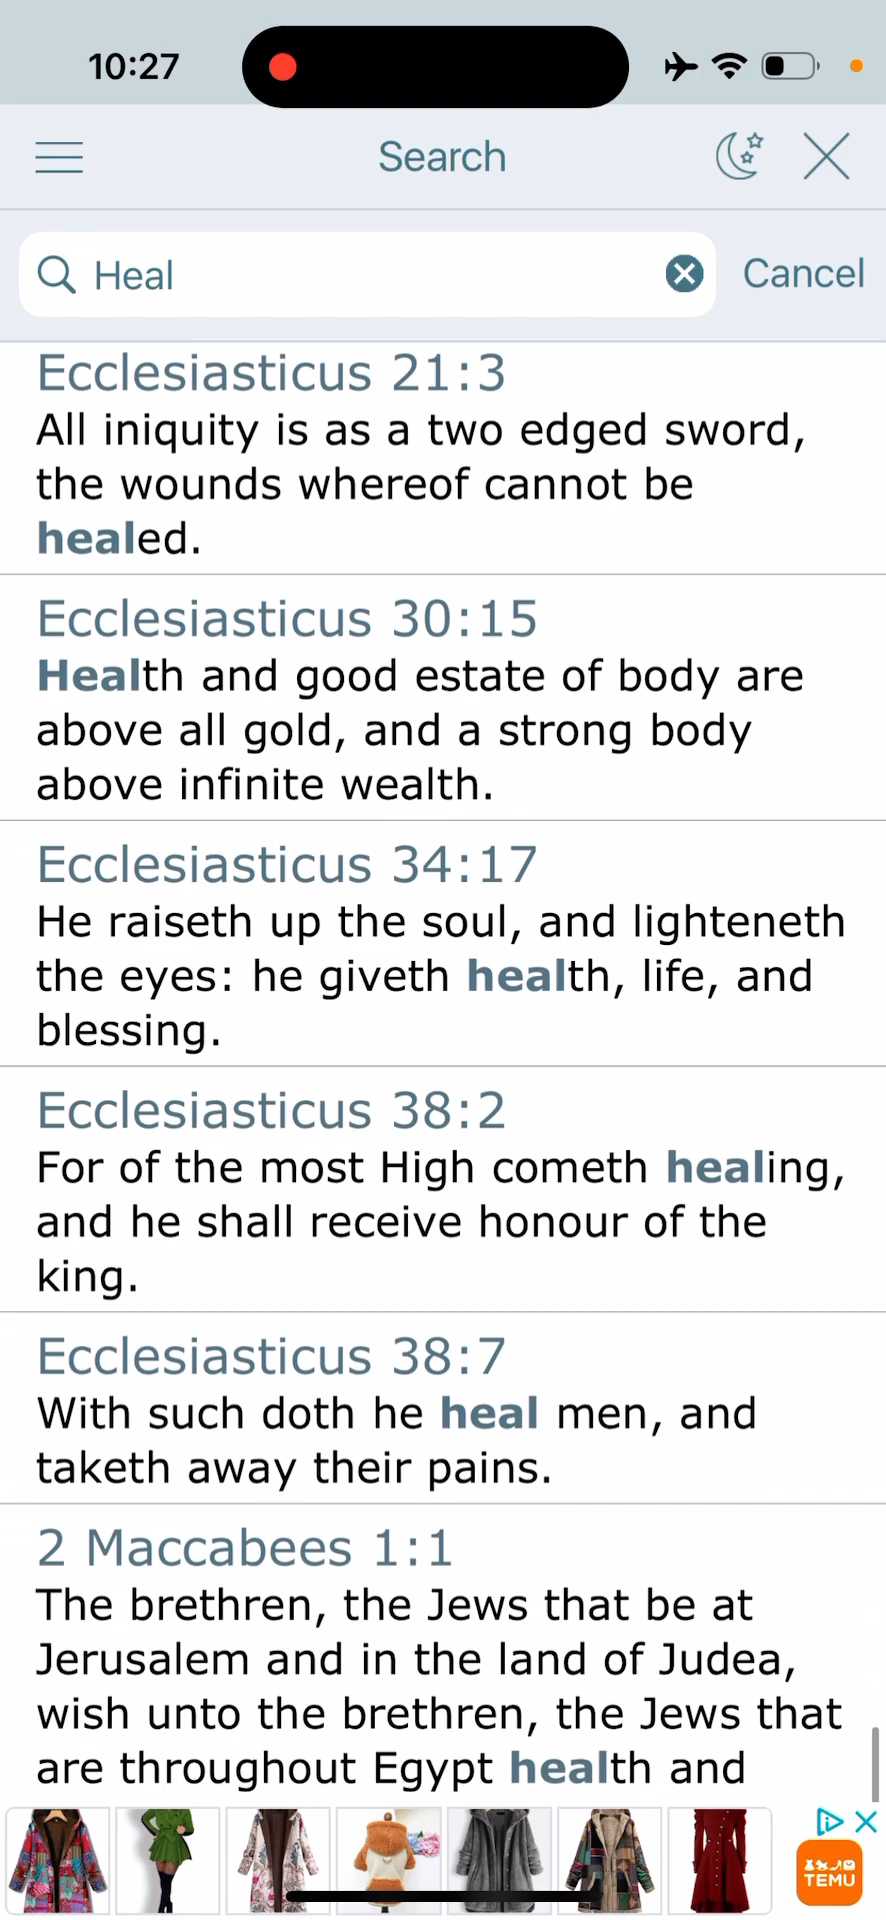 10:27
Search
Heal
Cancel
Ecclesiasticus 21:3
All iniquity is as a two edged sword,
the wounds whereof cannot be
healed.
Ecclesiasticus 30:15
Health and good estate of body are
above all gold, and a strong body
above infinite wealth.
Ecclesiasticus 34:17
He raiseth up the soul, and lighteneth
the eyes: he giveth health, life, and
blessing.
Ecclesiasticus 38:2
For of the most High cometh healing,
and he shall receive honour of the
king.
Ecclesiasticus 38:7
With such doth he heal men, and
taketh away their pains.
2 Maccabees 1:1
The brethren, the Jews that be at
Jerusalem and in the land of Judea,
wish unto the brethren, the Jews that
are throughout Egypt health and
TEMU